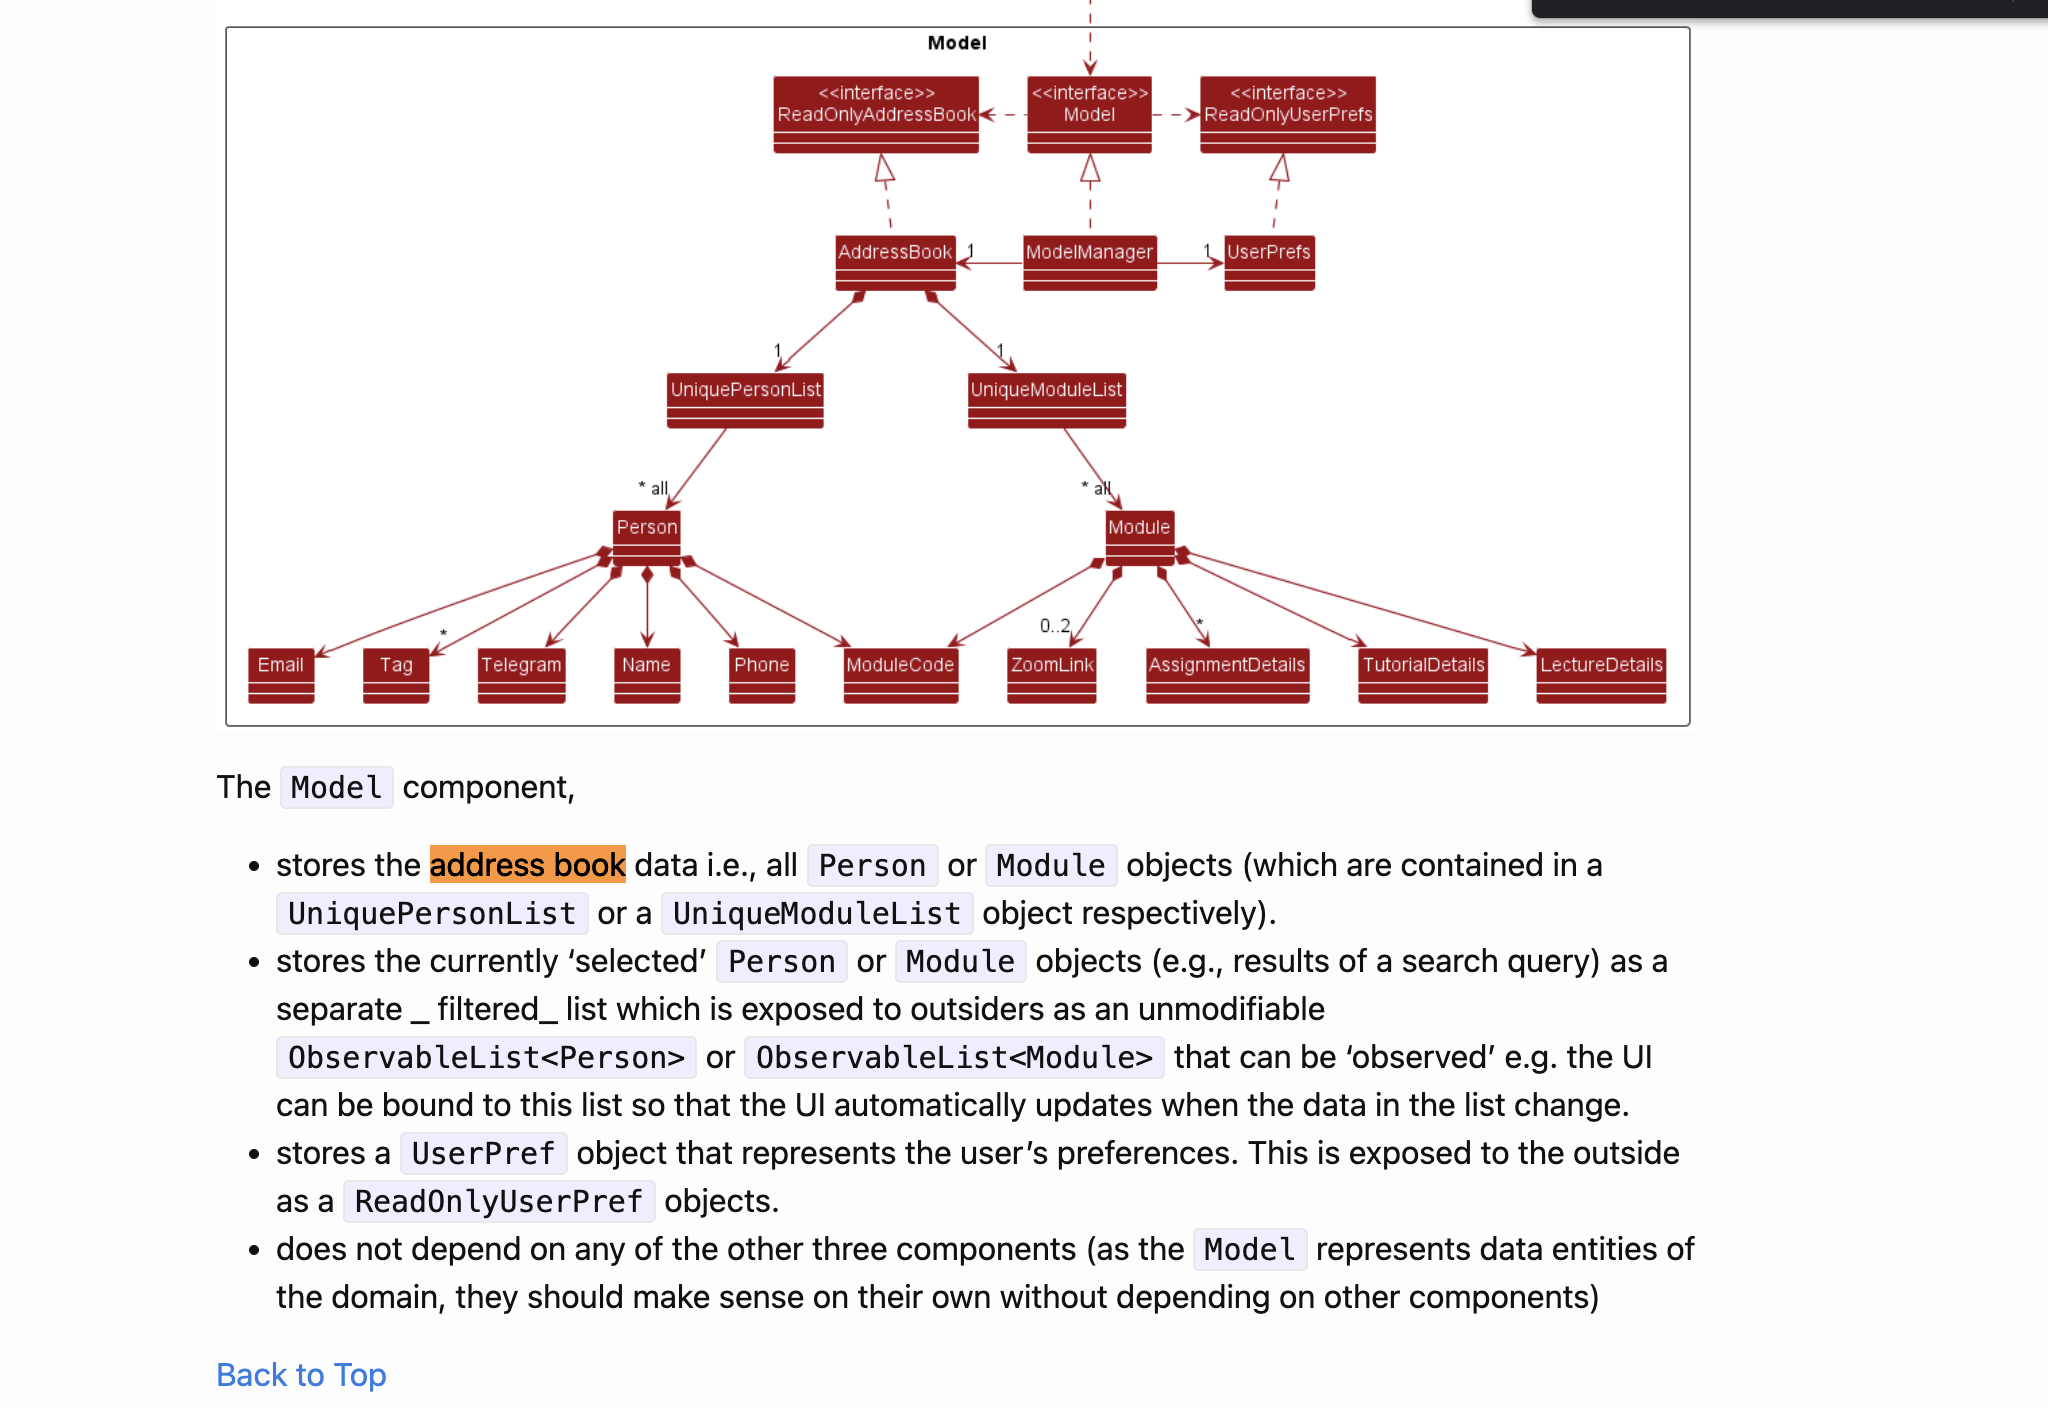 Model
<<interface>> <<interface>> <<interface>>
ReadOnlyAddressBook Model ReadOnlyUserPrefs
AddressBook 1 ModelManager 1 UserPrefs
1 1
UniquePersonList UniqueModuleList
* all * all
Person Module
* 0..2 *
Email Tag Telegram Name Phone ModuleCode ZoomLink AssignmentDetails TutorialDetails LectureDetails
The Model component,
• stores the address book data i.e., all Person or Module objects (which are contained in a
UniquePersonList or a UniqueModuleList object respectively).
• stores the currently ‘selected’ Person or Module objects (e.g., results of a search query) as a
separate _ filtered_ list which is exposed to outsiders as an unmodifiable
ObservableList<Person> or ObservableList<Module> that can be ‘observed’ e.g. the UI
can be bound to this list so that the UI automatically updates when the data in the list change.
• stores a UserPref object that represents the user’s preferences. This is exposed to the outside
as a ReadOnlyUserPref objects.
• does not depend on any of the other three components (as the Model represents data entities of
the domain, they should make sense on their own without depending on other components)
Back to Top